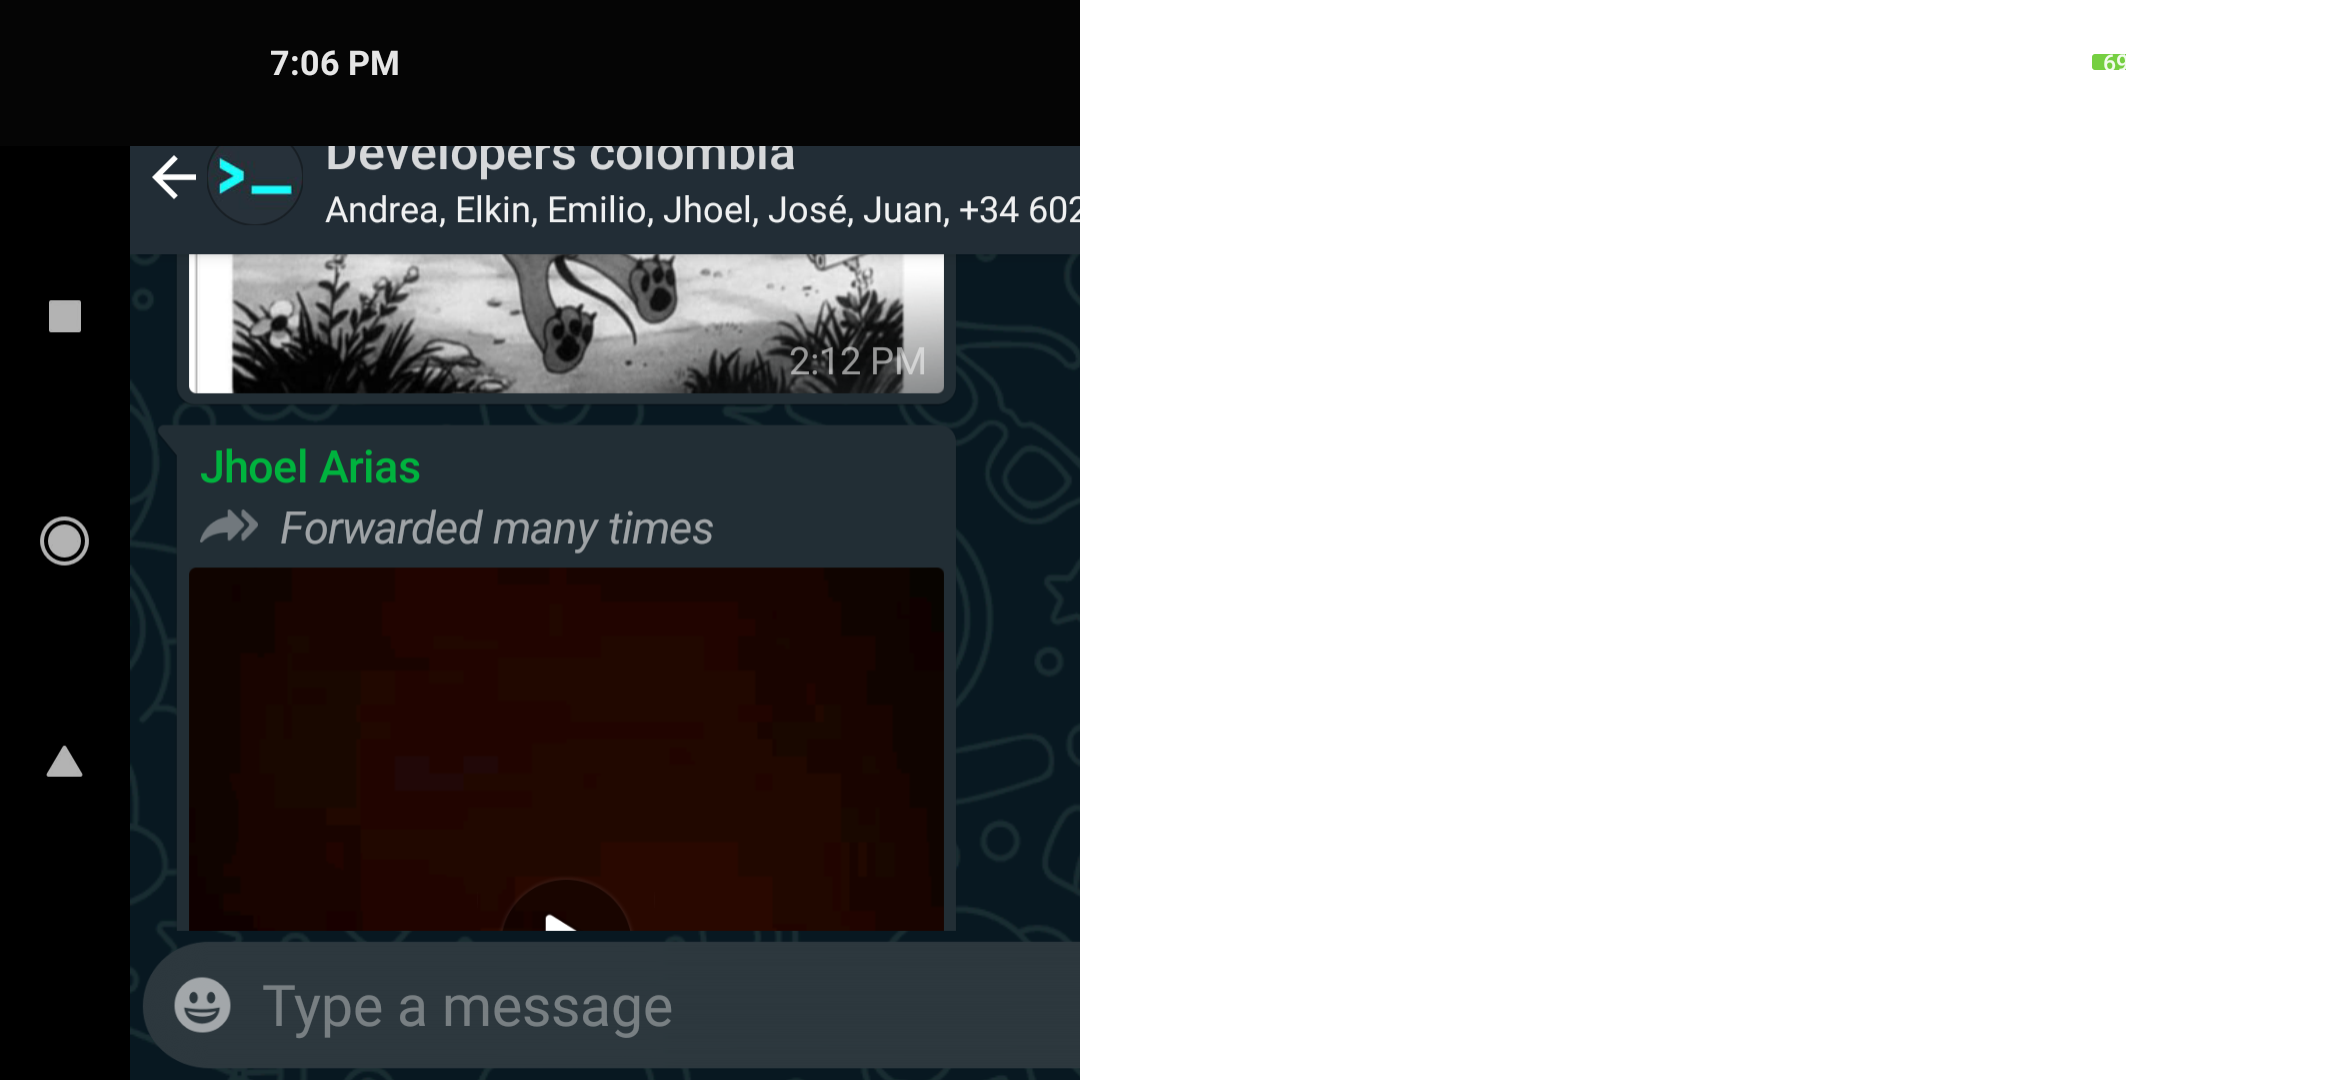 7:06 PM
69
Developers colombia
Andrea, Elkin, Emilio, Jhoel, José, Juan, +34 602
2:12 PM
Jhoel Arias
Forwarded many times
Type a message